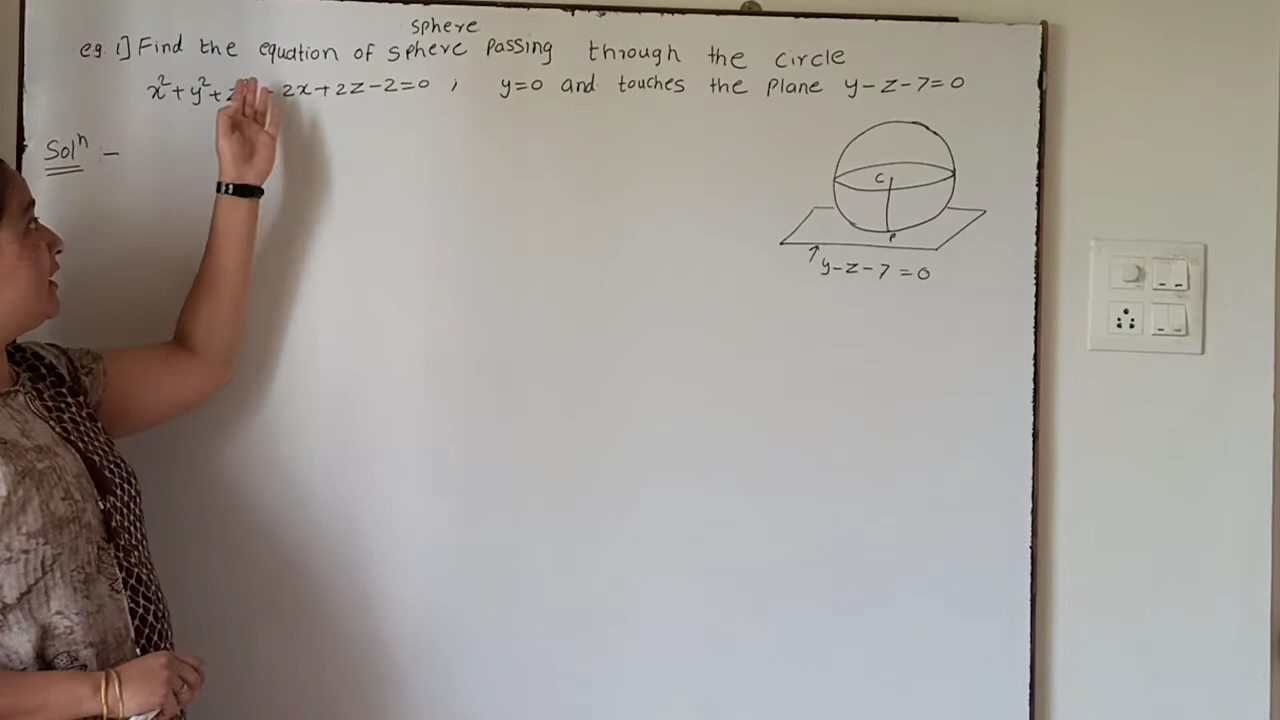 sphere
eg. 1] Find the equation of sphere passing through the circle
x²+y²+ - 2x+2z-2=0 ; y=0 and touches the plane y-z-7=0
Solⁿ :-
C
P
y-z-7=0